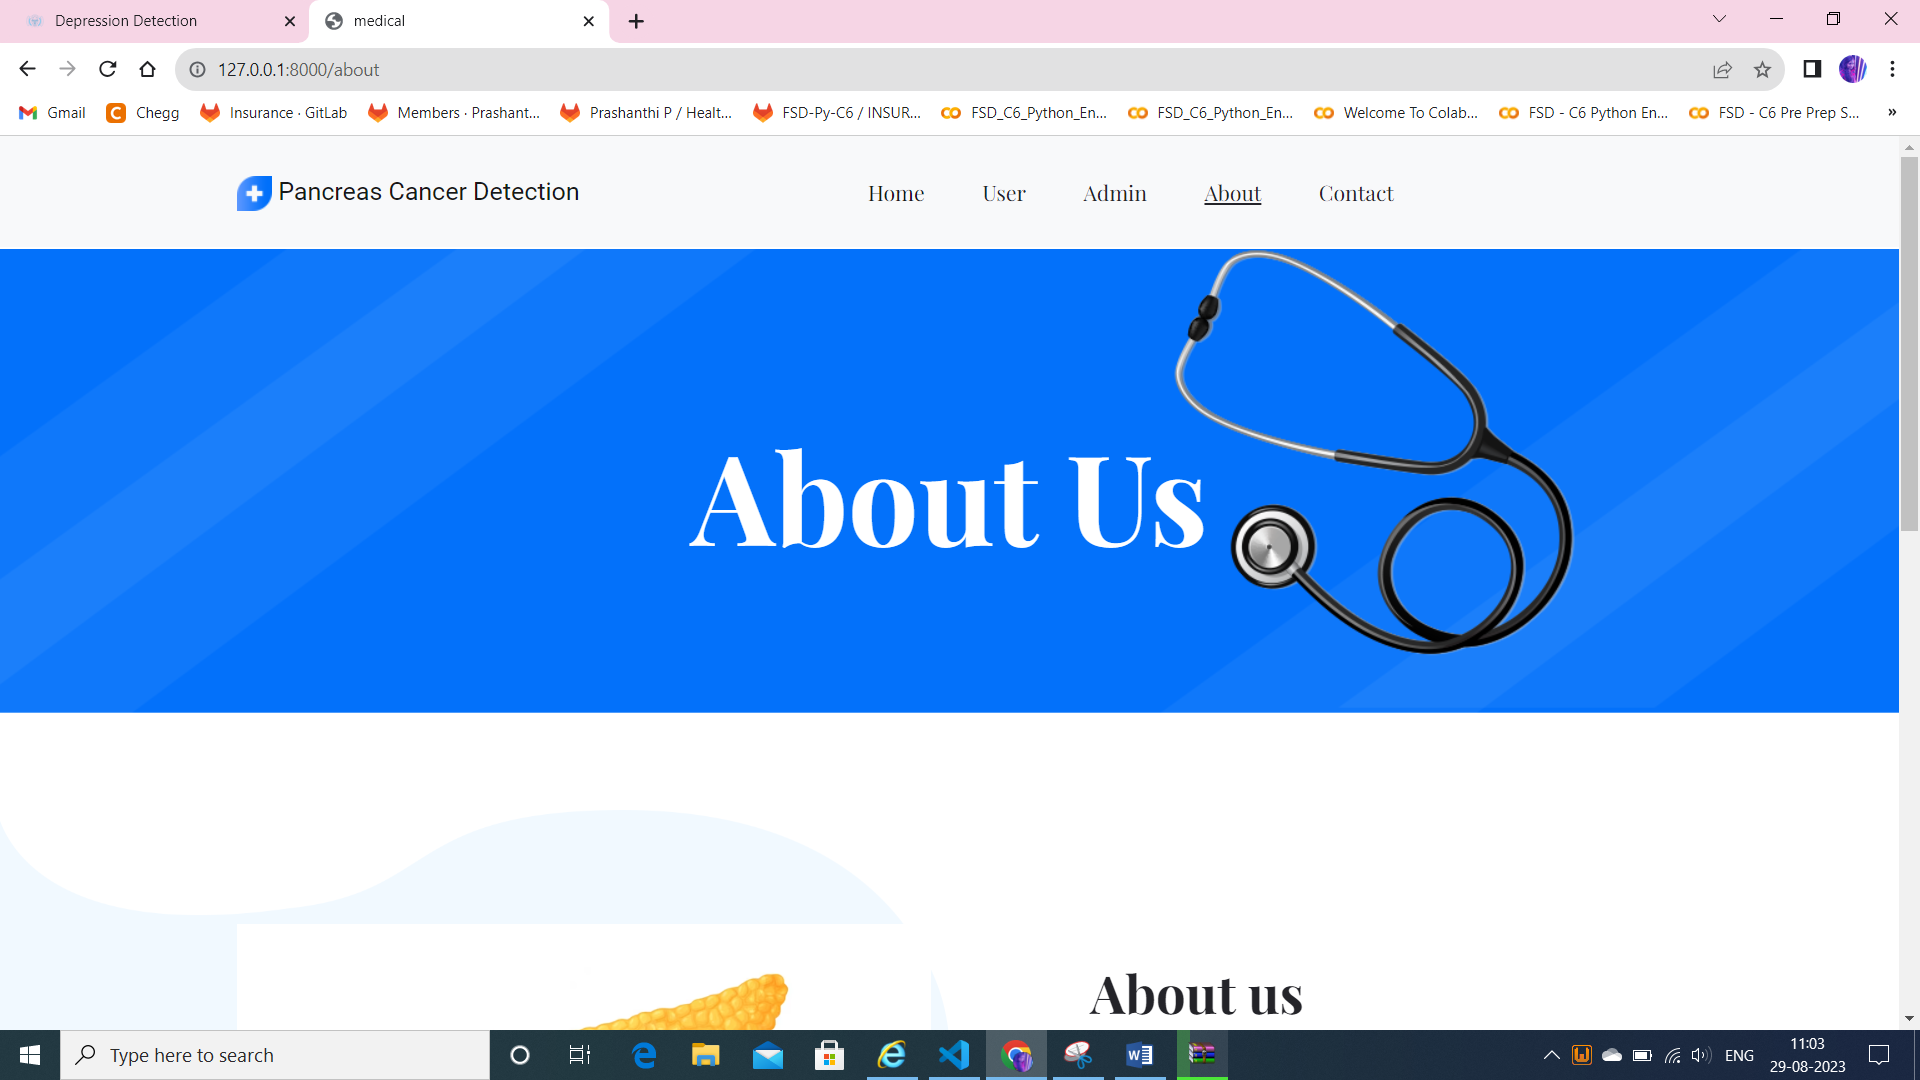 Depression Detection
medical
127.0.0.1:8000/about
Gmail
Chegg
Insurance · GitLab
Members · Prashant...
Prashanthi P / Healt...
FSD-Py-C6 / INSUR...
FSD_C6_Python_En...
FSD_C6_Python_En...
Welcome To Colab...
FSD - C6 Python En...
FSD - C6 Pre Prep S...
»
Pancreas Cancer Detection
Home
User
Admin
About
Contact
About Us
About us
Type here to search
ENG
11:03
29-08-2023